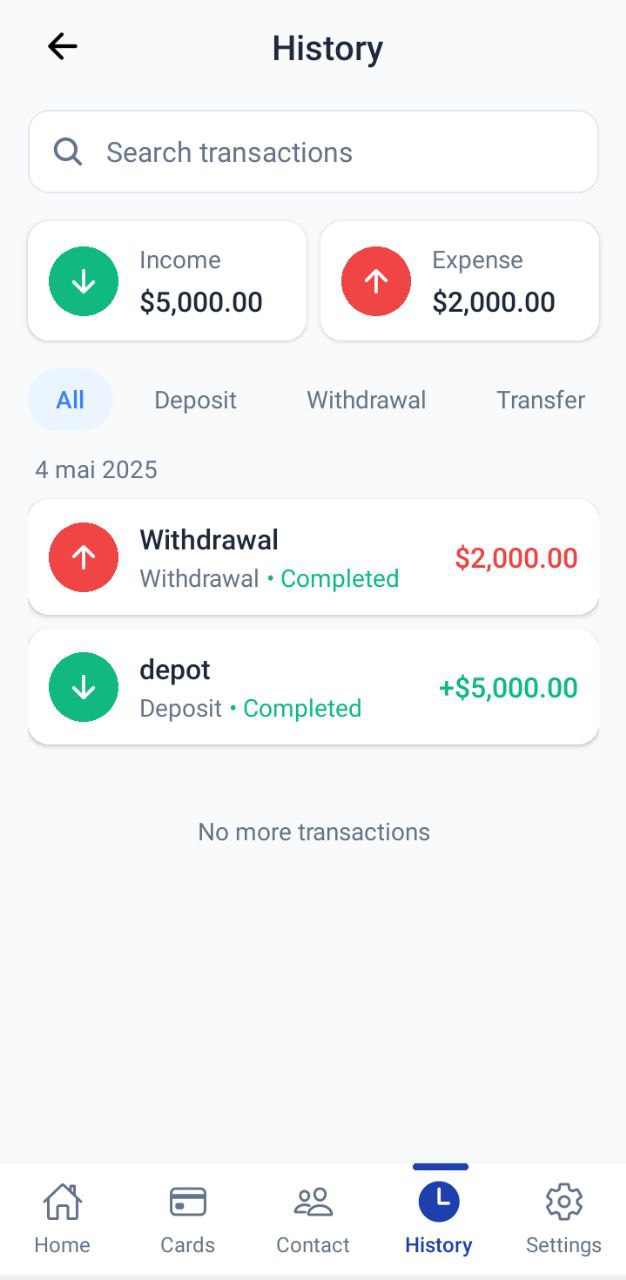 History
Search transactions
Income
$5,000.00
Expense
$2,000.00
All Deposit Withdrawal Transfer
4 mai 2025
Withdrawal
Withdrawal • Completed
$2,000.00
depot
Deposit • Completed
+$5,000.00
No more transactions
Home Cards Contact History Settings